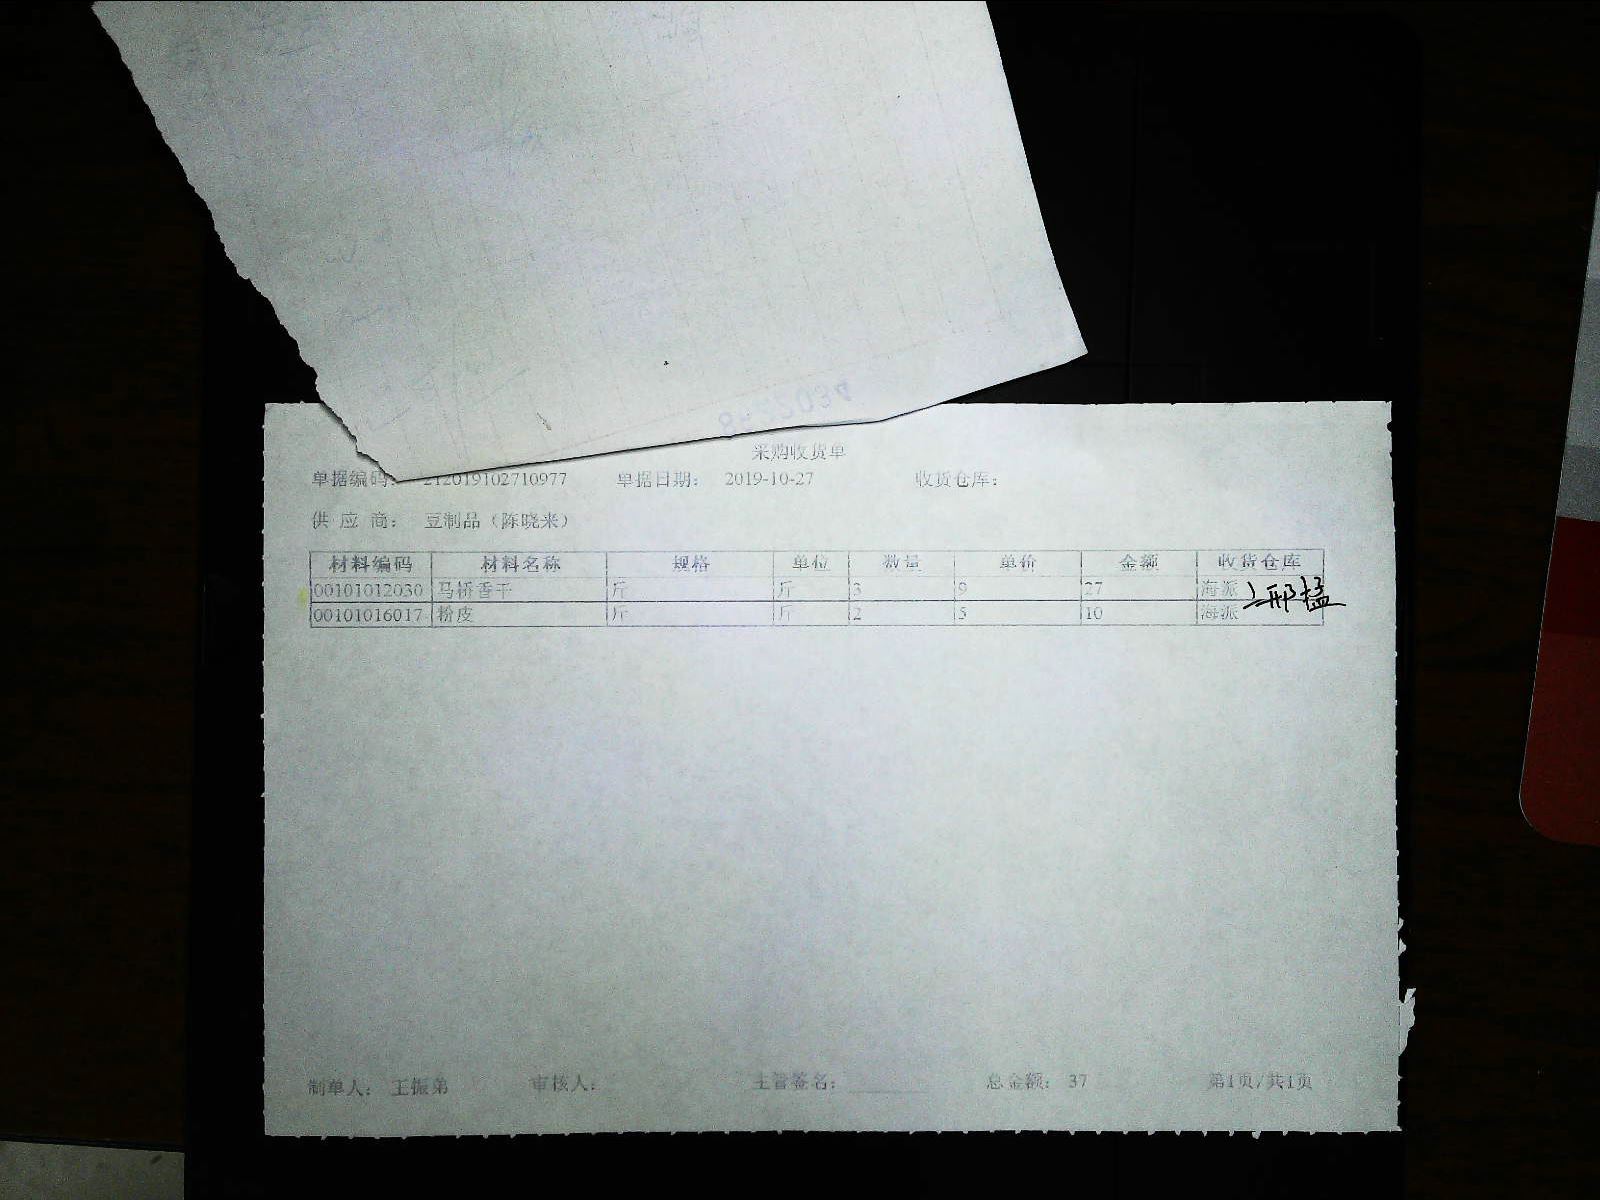 采购收货单
单据编码: 212019102710977 单据日期: 2019-10-27 收货仓库:
供 应 商: 豆制品（陈晓来）
材料编码 材料名称 规格 单位 数量 单价 金额 收货仓库
00101012030 马桥香干 斤 斤 3 9 27 海派
00101016017 粉皮 斤 斤 2 5 10 海派
制单人: 王振弟 审核人: 主管签名: 总金额: 37 第1页/共1页